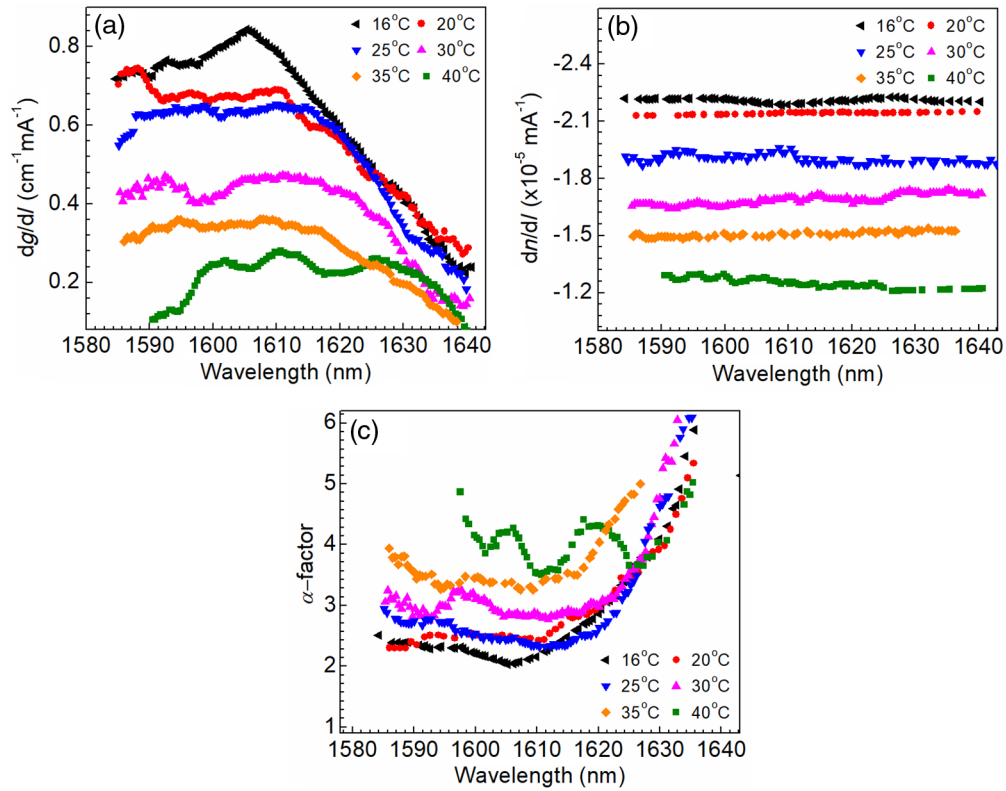 (a)
16°C 20°C
25°C 30°C
35°C 40°C
0.8
0.6
0.4
0.2
dg/dI (cm⁻¹mA⁻¹)
1580 1590 1600 1610 1620 1630 1640
Wavelength (nm)
(b)
16°C 20°C
25°C 30°C
35°C 40°C
-2.4
-2.1
-1.8
-1.5
-1.2
dn/dI (x10⁻⁵ mA⁻¹)
1580 1590 1600 1610 1620 1630 1640
Wavelength (nm)
(c)
6
5
4
3
2
1
α−factor
16°C 20°C
25°C 30°C
35°C 40°C
1580 1590 1600 1610 1620 1630 1640
Wavelength (nm)